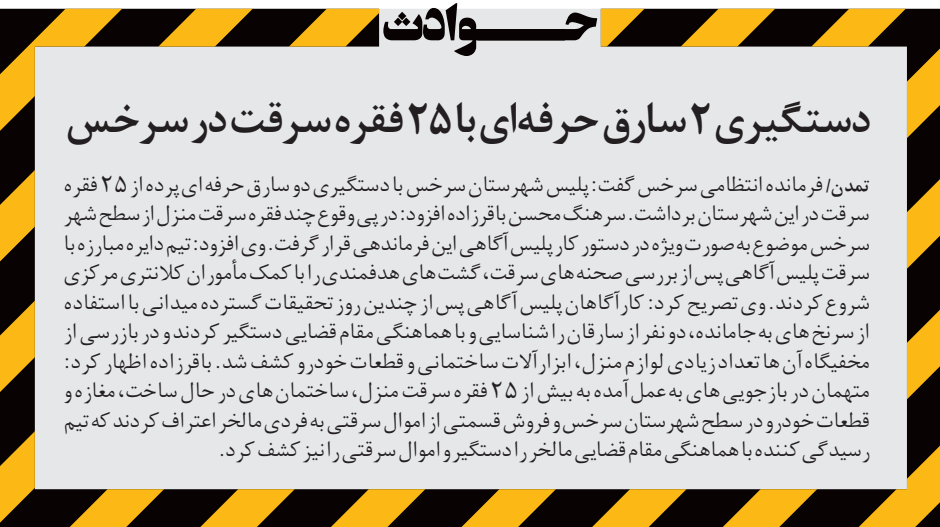 حوادث
دستگیری ۲ سارق حرفه‌ای با ۲۵ فقره سرقت در سرخس
تمدن/ فرمانده انتظامی سرخس گفت: پلیس شهرستان سرخس با دستگیری دو سارق حرفه‌ای پرده از ۲۵ فقره
سرقت در این شهرستان برداشت. سرهنگ محسن باقرزاده افزود: در پی وقوع چند فقره سرقت منزل از سطح شهر
سرخس موضوع به‌صورت ویژه در دستور کار پلیس آگاهی این فرماندهی قرار گرفت. وی افزود: تیم دایره مبارزه با
سرقت پلیس آگاهی پس از بررسی صحنه‌های سرقت، گشت‌های هدفمندی را با کمک مأموران کلانتری مرکزی
شروع کردند. وی تصریح کرد: کارآگاهان پلیس آگاهی پس از چندین روز تحقیقات گسترده میدانی با استفاده
از سرنخ‌های به‌جامانده، دو نفر از سارقان را شناسایی و با هماهنگی مقام قضایی دستگیر کردند و در بازرسی از
مخفیگاه آن ها تعداد زیادی لوازم منزل، ابزارآلات ساختمانی و قطعات خودرو کشف شد. باقرزاده اظهار کرد:
متهمان در بازجویی های به‌عمل آمده به بیش از ۲۵ فقره سرقت منزل، ساختمان های در حال ساخت، مغازه و
قطعات خودرو در سطح شهرستان سرخس و فروش قسمتی از اموال سرقتی به فردی مالخر اعتراف کردند که تیم
رسیدگی کننده با هماهنگی مقام قضایی مالخر را دستگیر و اموال سرقتی را نیز کشف کرد.